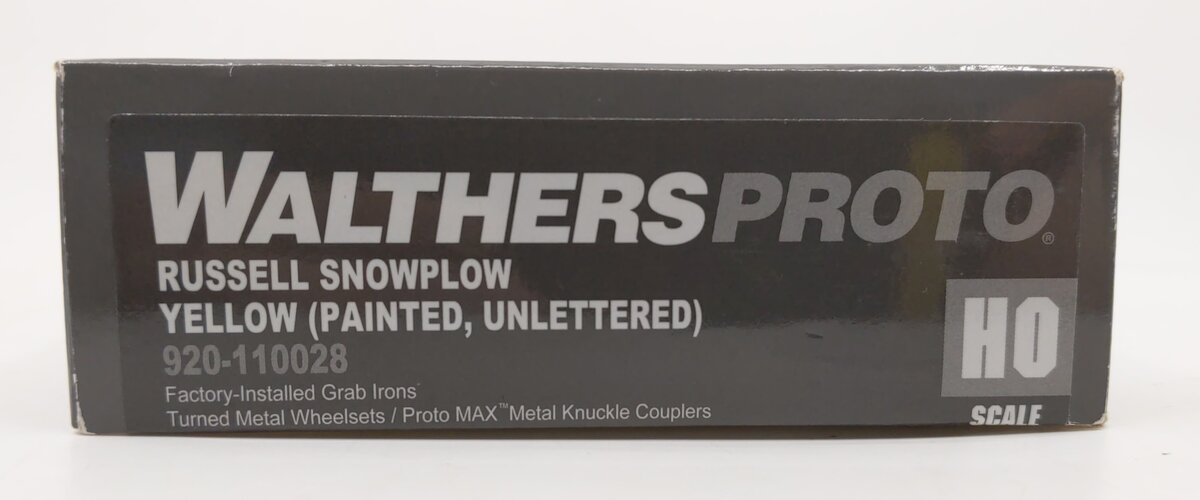 WALTHERSPROTO®
RUSSELL SNOWPLOW
YELLOW (PAINTED, UNLETTERED)
920-110028
HO
Factory-Installed Grab Irons
Turned Metal Wheelsets / Proto MAX™ Metal Knuckle Couplers
SCALE